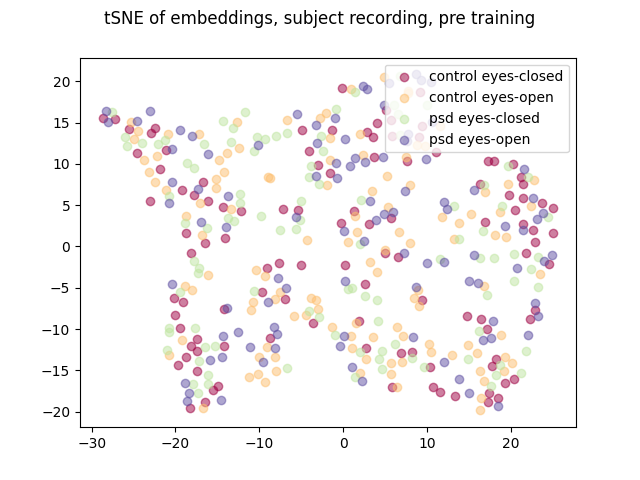 tSNE of embeddings, subject recording, pre training
control eyes-closed
control eyes-open
psd eyes-closed
psd eyes-open
20
15
10
5
0
−5
−10
−15
−20
−30 −20 −10 0 10 20